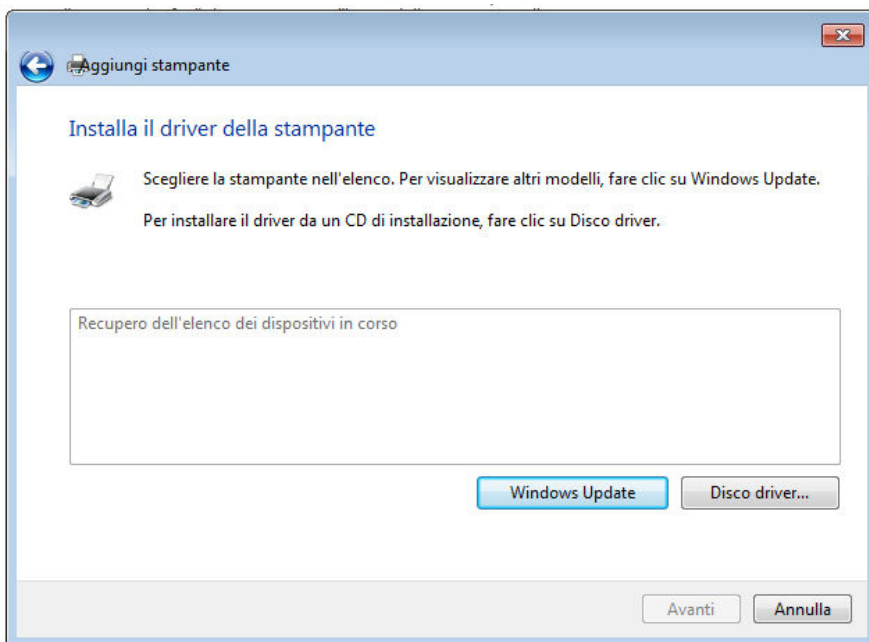 Aggiungi stampante
Installa il driver della stampante
Scegliere la stampante nell'elenco. Per visualizzare altri modelli, fare clic su Windows Update.
Per installare il driver da un CD di installazione, fare clic su Disco driver.
Recupero dell'elenco dei dispositivi in corso
Windows Update
Disco driver...
Avanti
Annulla